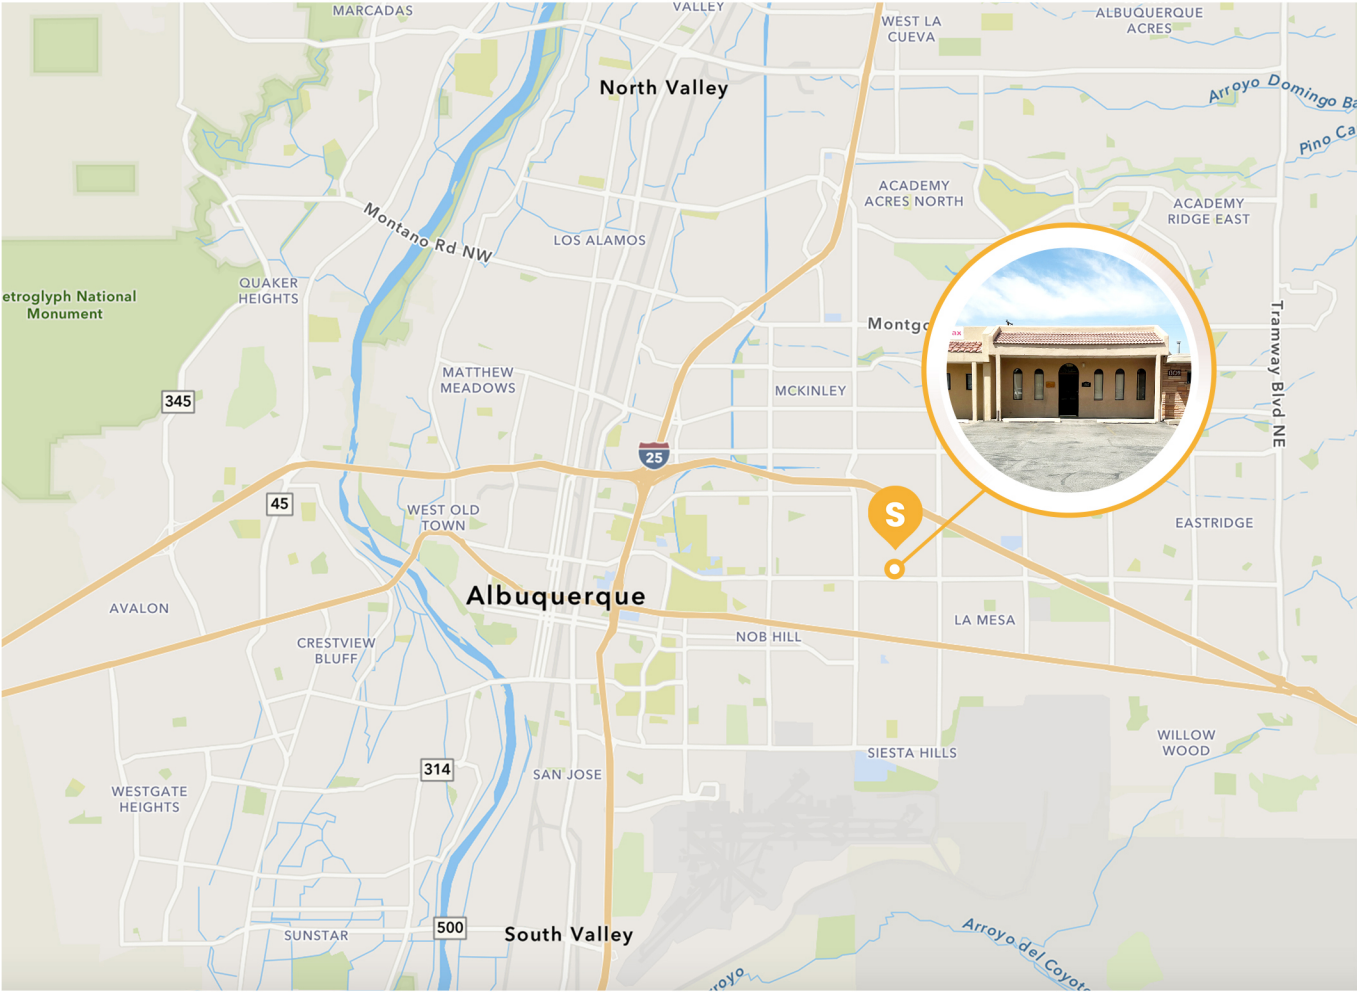 MARCADAS
VALLEY
WEST LA
CUEVA
ALBUQUERQUE
ACRES
North Valley
Arroyo Domingo Ba
Pino Ca
ACADEMY
ACRES NORTH
ACADEMY
RIDGE EAST
Montano Rd NW
LOS ALAMOS
QUAKER
HEIGHTS
etroglyph National
Monument
Montgo
ax
Tramway Blvd NE
MATTHEW
MEADOWS
MCKINLEY
345
25
45
WEST OLD
TOWN
S
EASTRIDGE
Albuquerque
AVALON
LA MESA
NOB HILL
CRESTVIEW
BLUFF
WILLOW
WOOD
SIESTA HILLS
314
SAN JOSE
WESTGATE
HEIGHTS
500
SUNSTAR
South Valley
Arroyo del Coyote
royo